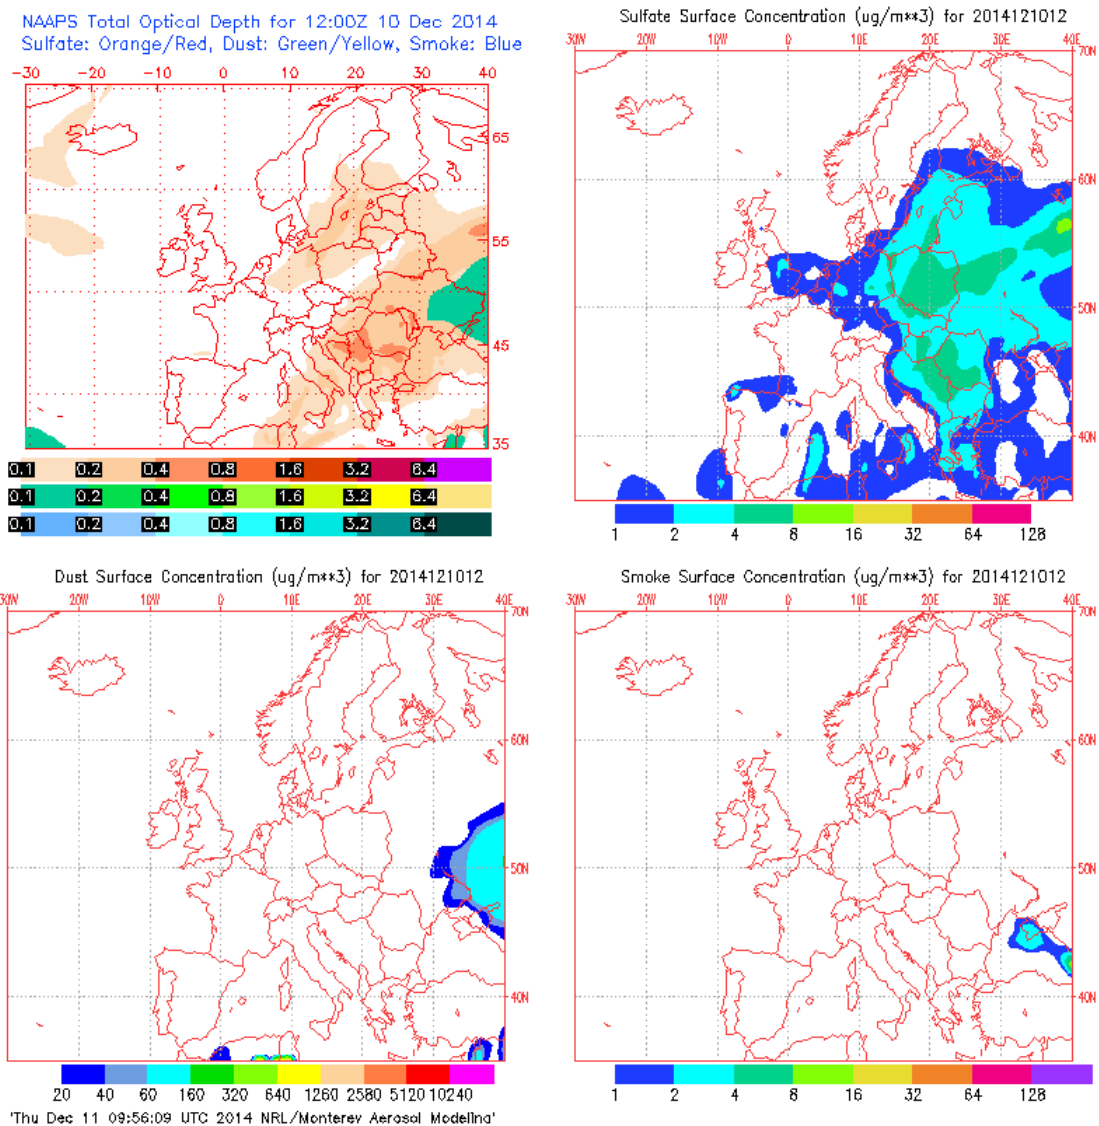 NAAPS Total Optical Depth for 12:00Z 10 Dec 2014
Sulfate: Orange/Red, Dust: Green/Yellow, Smoke: Blue
-30 -20 -10 0 10 20 30 40
65
55
45
35
0.1 0.2 0.4 0.8 1.6 3.2 6.4
0.1 0.2 0.4 0.8 1.6 3.2 6.4
0.1 0.2 0.4 0.8 1.6 3.2 6.4
Sulfate Surface Concentration (ug/m**3) for 2014121012
30W 20W 10W 0 10E 20E 30E 40E
70N
60N
50N
40N
1 2 4 8 16 32 64 128
Dust Surface Concentration (ug/m**3) for 2014121012
30W 20W 10W 0 10E 20E 30E 40E
70N
60N
50N
40N
20 40 60 160 320 640 1260 2580 5120 10240
'Thu Dec 11 09:56:09 UTC 2014 NRL/Monterey Aerosol Modeling'
Smoke Surface Concentration (ug/m**3) for 2014121012
30W 20W 10W 0 10E 20E 30E 40E
70N
60N
50N
40N
1 2 4 8 16 32 64 128